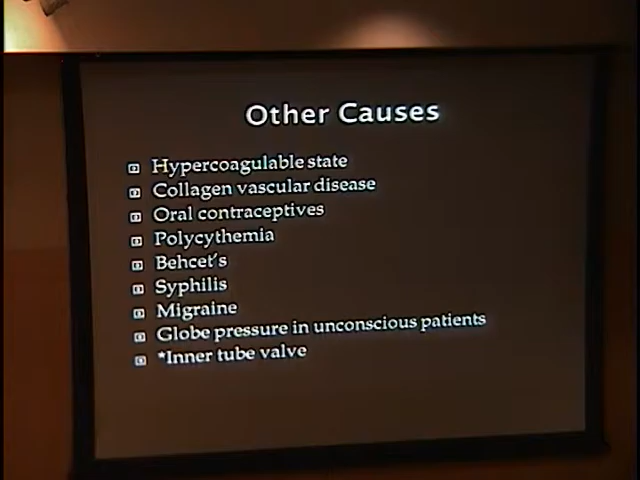 Other Causes
Hypercoagulable state
Collagen vascular disease
Oral contraceptives
Polycythemia
Behcet's
Syphilis
Migraine
Globe pressure in unconscious patients
*Inner tube valve